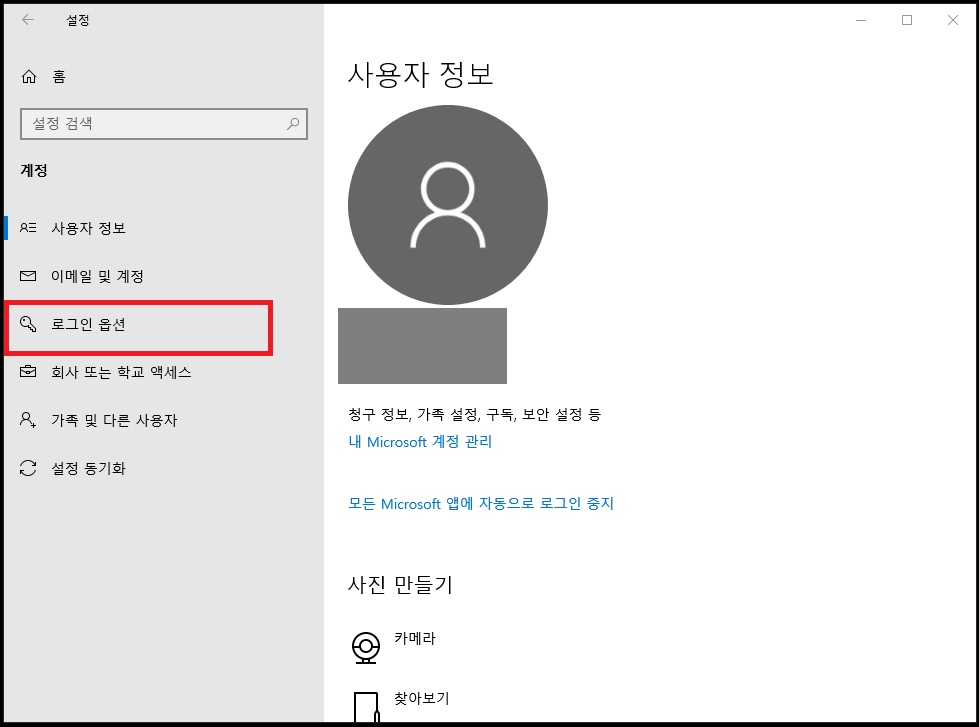 설정
홈
설정 검색
계정
사용자 정보
이메일 및 계정
로그인 옵션
회사 또는 학교 액세스
가족 및 다른 사용자
설정 동기화
사용자 정보
청구 정보, 가족 설정, 구독, 보안 설정 등
내 Microsoft 계정 관리
모든 Microsoft 앱에 자동으로 로그인 중지
사진 만들기
카메라
찾아보기